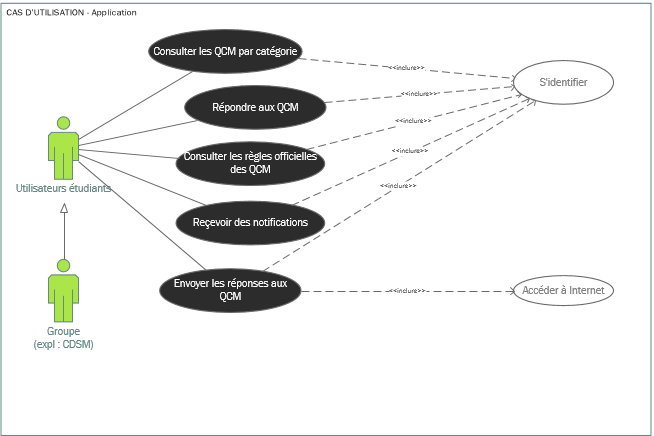 CAS D'UTILISATION - Application
Consulter les QCM par catégorie
<<inclure>>
S'identifier
Répondre aux QCM
<<inclure>>
<<inclure>>
Consulter les règles officielles
des QCM
<<inclure>>
Utilisateurs étudiants
<<inclure>>
Reçevoir des notifications
Envoyer les réponses aux
QCM
<<inclure>>
Accéder à Internet
Groupe
(expl : CDSM)